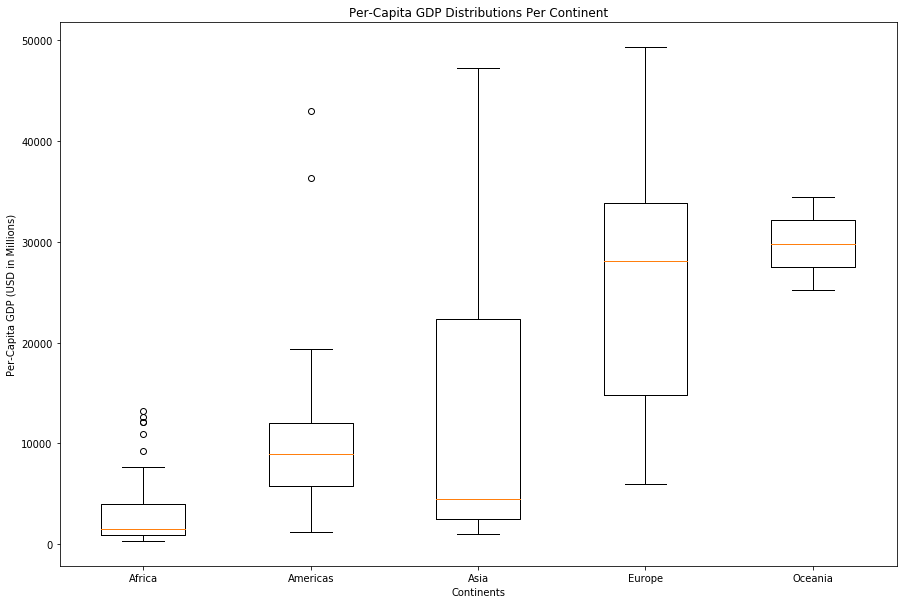 Per-Capita GDP Distributions Per Continent
Per-Capita GDP (USD in Millions)
50000
40000
30000
20000
10000
0
Africa
Americas
Asia
Europe
Oceania
Continents